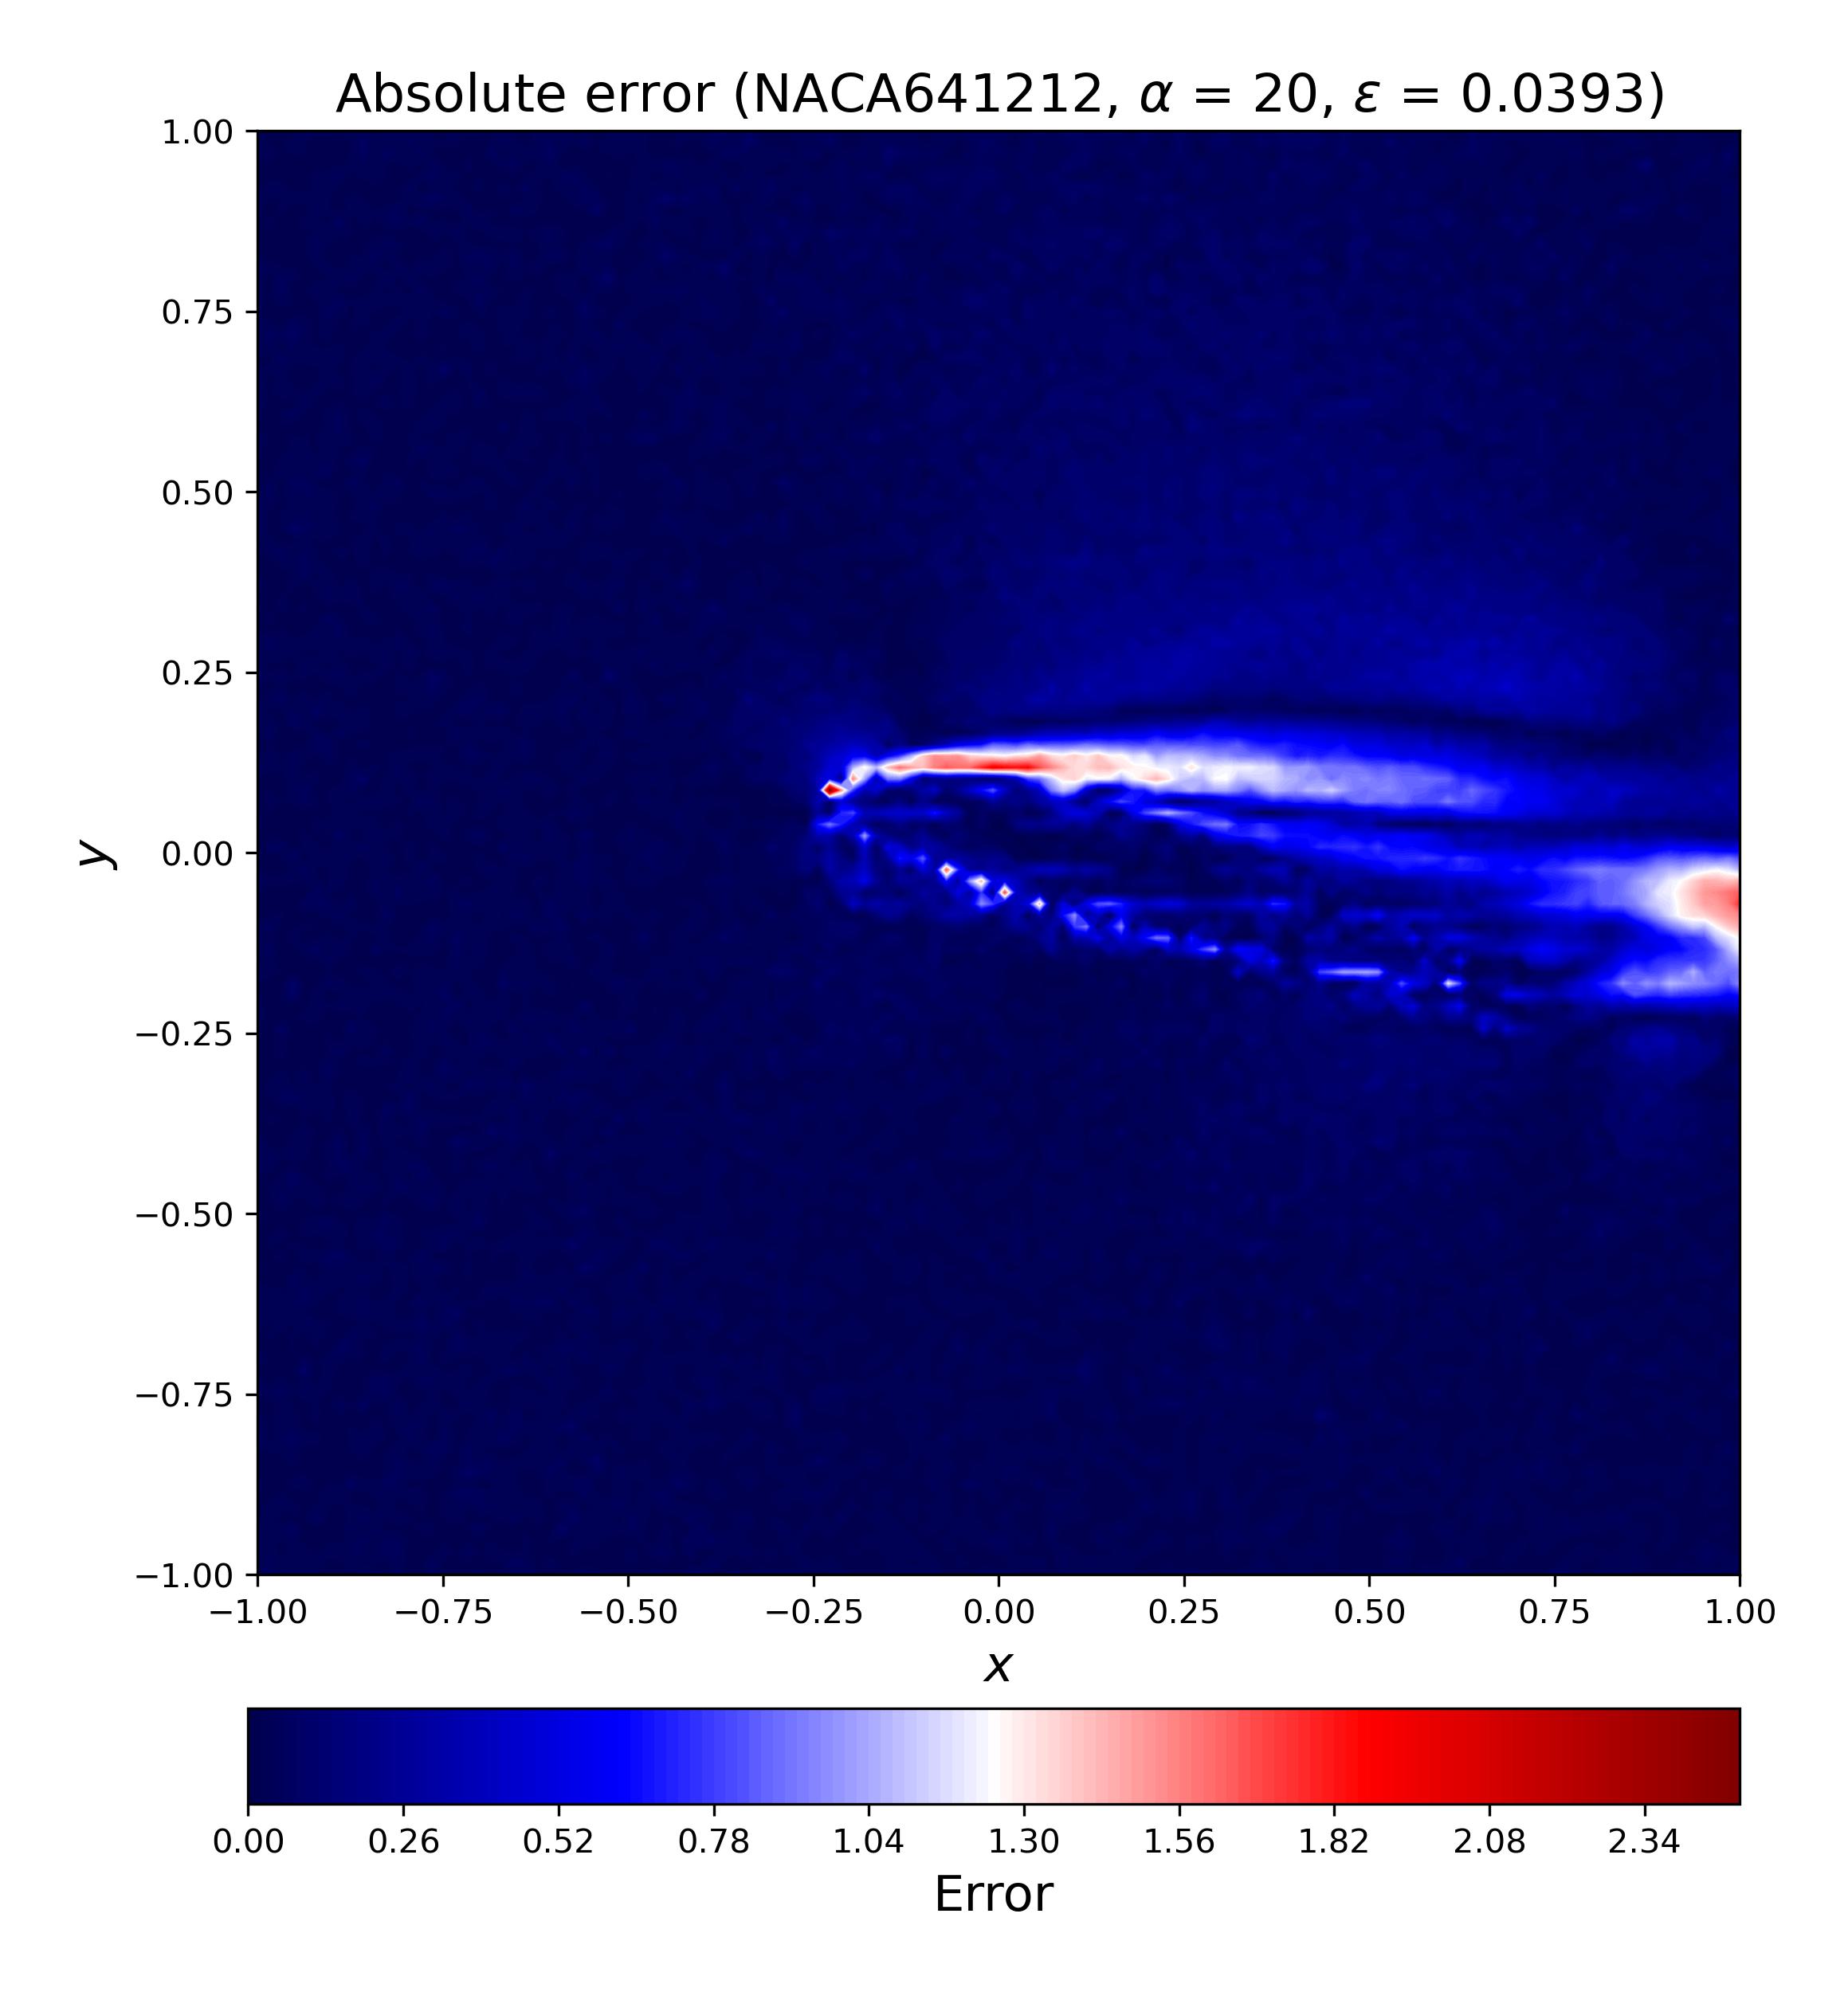 Absolute error (NACA641212, α = 20, ε = 0.0393)
1.00
0.75
0.50
0.25
0.00
−0.25
−0.50
−0.75
−1.00
y
−1.00 −0.75 −0.50 −0.25 0.00 0.25 0.50 0.75 1.00
x
0.00 0.26 0.52 0.78 1.04 1.30 1.56 1.82 2.08 2.34
Error